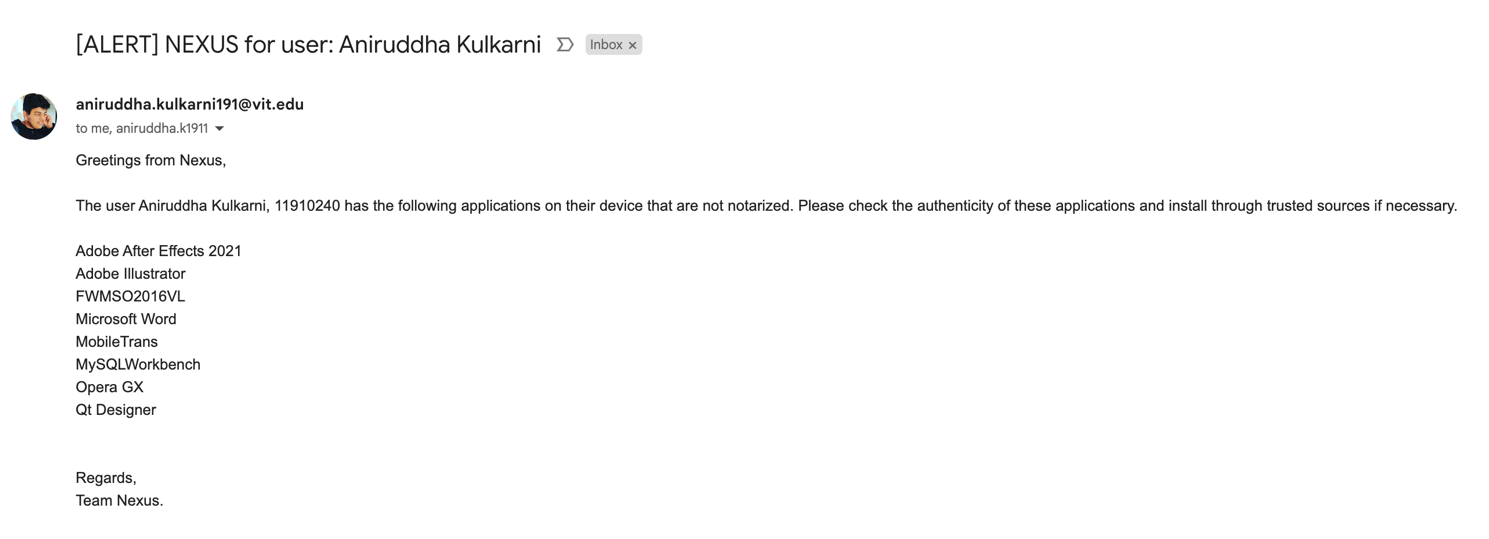 [ALERT] NEXUS for user: Aniruddha Kulkarni Inbox ×
aniruddha.kulkarni191@vit.edu
to me, aniruddha.k1911
Greetings from Nexus,
The user Aniruddha Kulkarni, 11910240 has the following applications on their device that are not notarized. Please check the authenticity of these applications and install through trusted sources if necessary.
Adobe After Effects 2021
Adobe Illustrator
FWMSO2016VL
Microsoft Word
MobileTrans
MySQLWorkbench
Opera GX
Qt Designer
Regards,
Team Nexus.